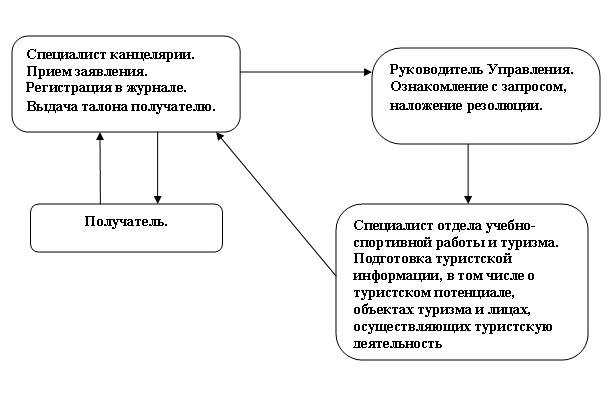 Специалист канцелярии.
Прием заявления.
Регистрация в журнале.
Выдача талона получателю.
Руководитель Управления.
Ознакомление с запросом,
наложение резолюции.
Получатель.
Специалист отдела учебно-
спортивной работы и туризма.
Подготовка туристской
информации, в том числе о
туристском потенциале,
объектах туризма и лицах,
осуществляющих туристскую
деятельность